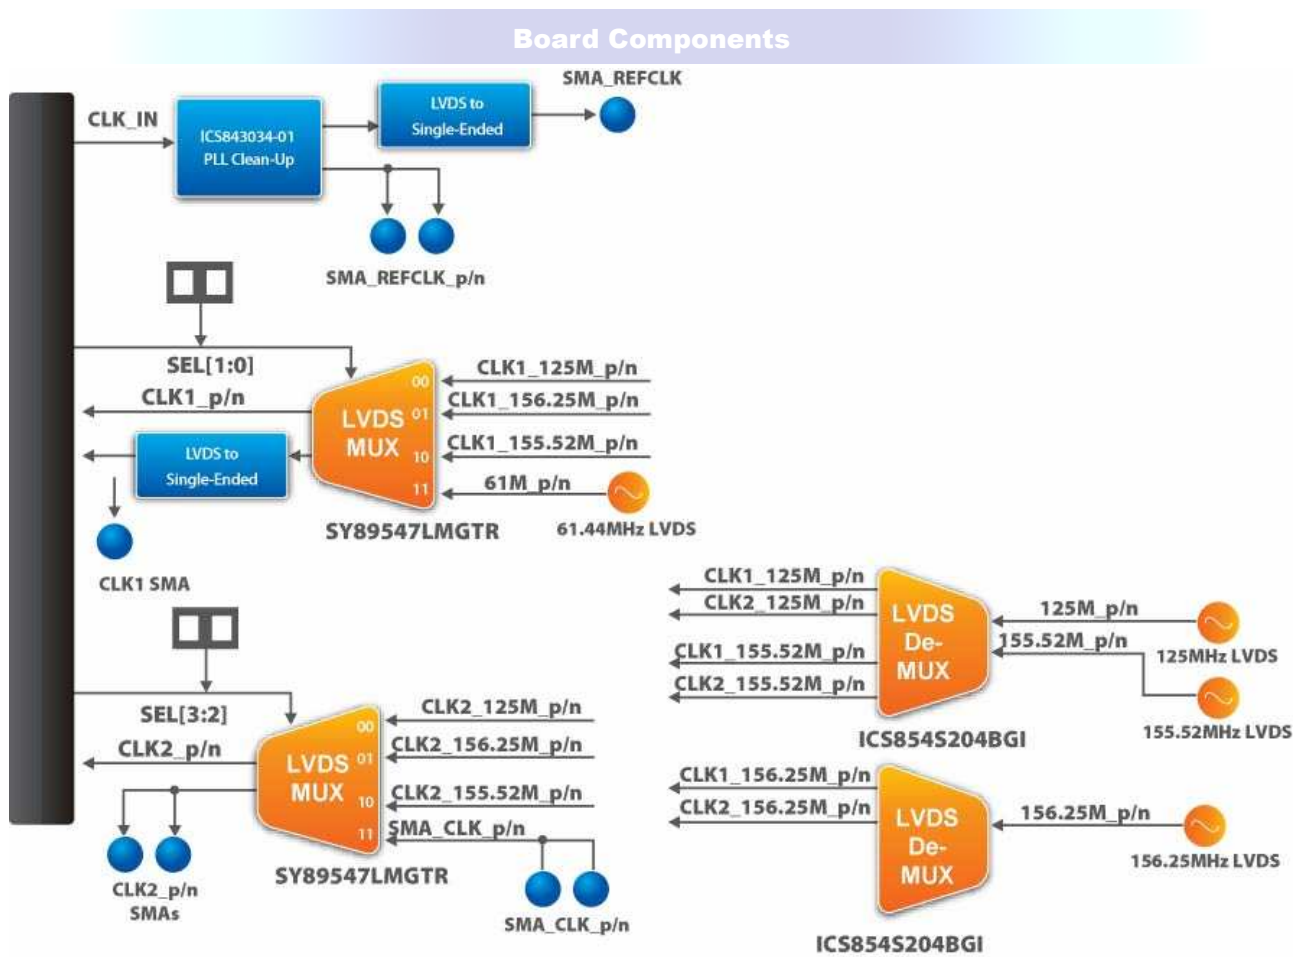 Board Components
SMA_REFCLK
CLK_IN
LVDS to
Single-Ended
ICS843034-01
PLL Clean-Up
SMA_REFCLK_p/n
SEL[1:0]
CLK1_p/n
LVDS
MUX
00
01
10
11
CLK1_125M_p/n
CLK1_156.25M_p/n
CLK1_155.52M_p/n
61M_p/n
LVDS to
Single-Ended
SY89547LMGTR
61.44MHz LVDS
CLK1 SMA
SEL[3:2]
CLK2_p/n
LVDS
MUX
00
01
10
11
CLK2_125M_p/n
CLK2_156.25M_p/n
CLK2_155.52M_p/n
SMA_CLK_p/n
SY89547LMGTR
CLK2_p/n
SMAs
SMA_CLK_p/n
CLK1_125M_p/n
CLK2_125M_p/n
CLK1_155.52M_p/n
CLK2_155.52M_p/n
LVDS
De-
MUX
125M_p/n
155.52M_p/n
125MHz LVDS
155.52MHz LVDS
ICS854S204BGI
CLK1_156.25M_p/n
CLK2_156.25M_p/n
LVDS
De-
MUX
156.25M_p/n
156.25MHz LVDS
ICS854S204BGI